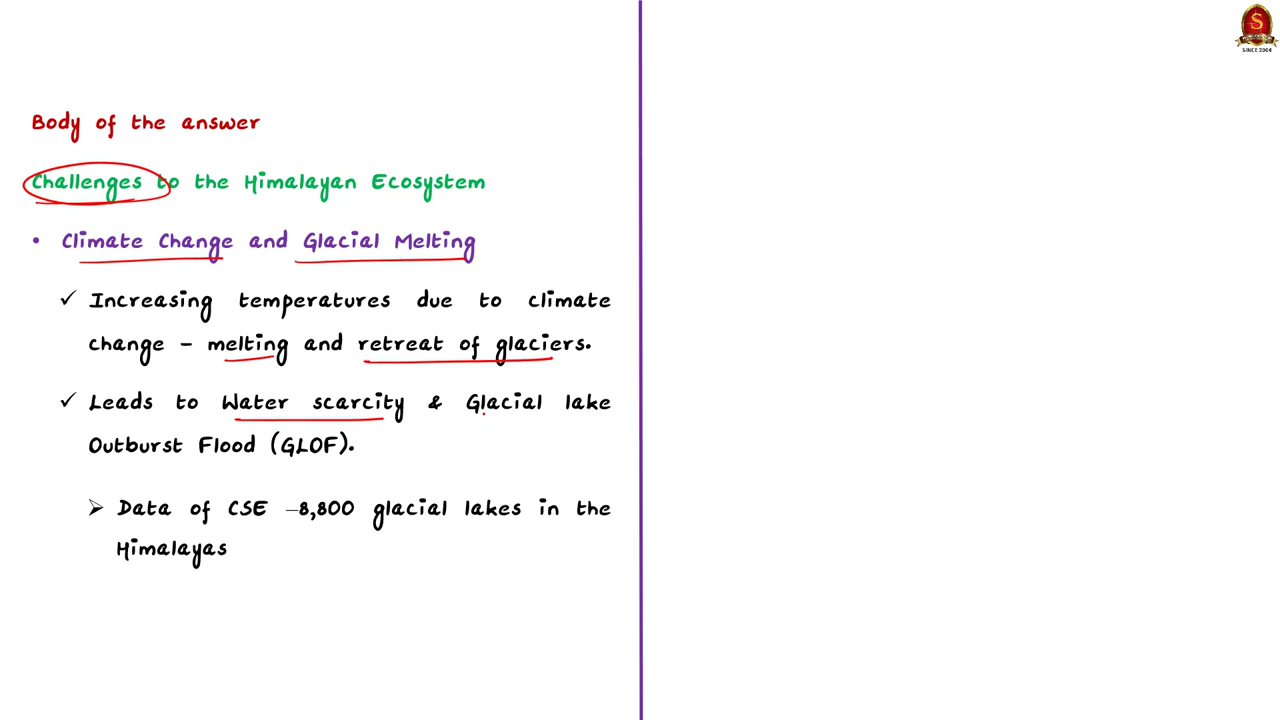 Body of the answer
Challenges to the Himalayan Ecosystem
• Climate Change and Glacial Melting
✓ Increasing temperatures due to climate
change – melting and retreat of glaciers.
✓ Leads to Water scarcity & Glacial lake
Outburst Flood (GLOF).
➢ Data of CSE –8,800 glacial lakes in the
Himalayas
S
SINCE 2004